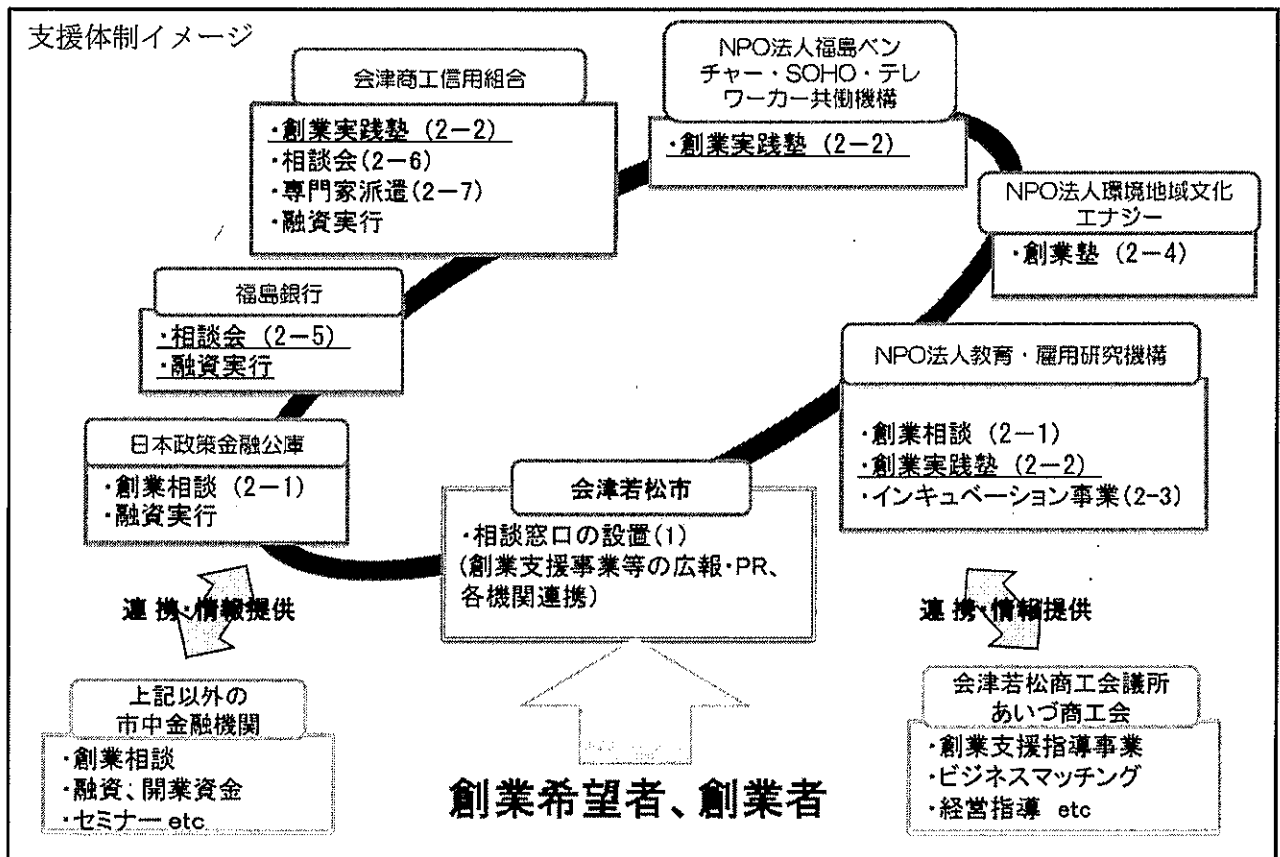 支援体制イメージ
会津商工信用組合
・創業実践塾 (2－2)
・相談会(2－6)
・専門家派遣(2－7)
・融資実行
NPO法人福島ベン
チャー・SOHO・テレ
ワーカー共働機構
・創業実践塾 (2－2)
NPO法人環境地域文化
エナジー
・創業塾 (2－4)
福島銀行
・相談会 (2－5)
・融資実行
NPO法人教育・雇用研究機構
・創業相談 (2－1)
・創業実践塾 (2－2)
・インキュベーション事業(2-3)
日本政策金融公庫
・創業相談 (2－1)
・融資実行
会津若松市
・相談窓口の設置(1)
(創業支援事業等の広報・PR、
各機関連携)
連携・情報提供
連携・情報提供
上記以外の
市中金融機関
・創業相談
・融資、開業資金
・セミナー etc
創業希望者、創業者
会津若松商工会議所
あいづ商工会
・創業支援指導事業
・ビジネスマッチング
・経営指導 etc